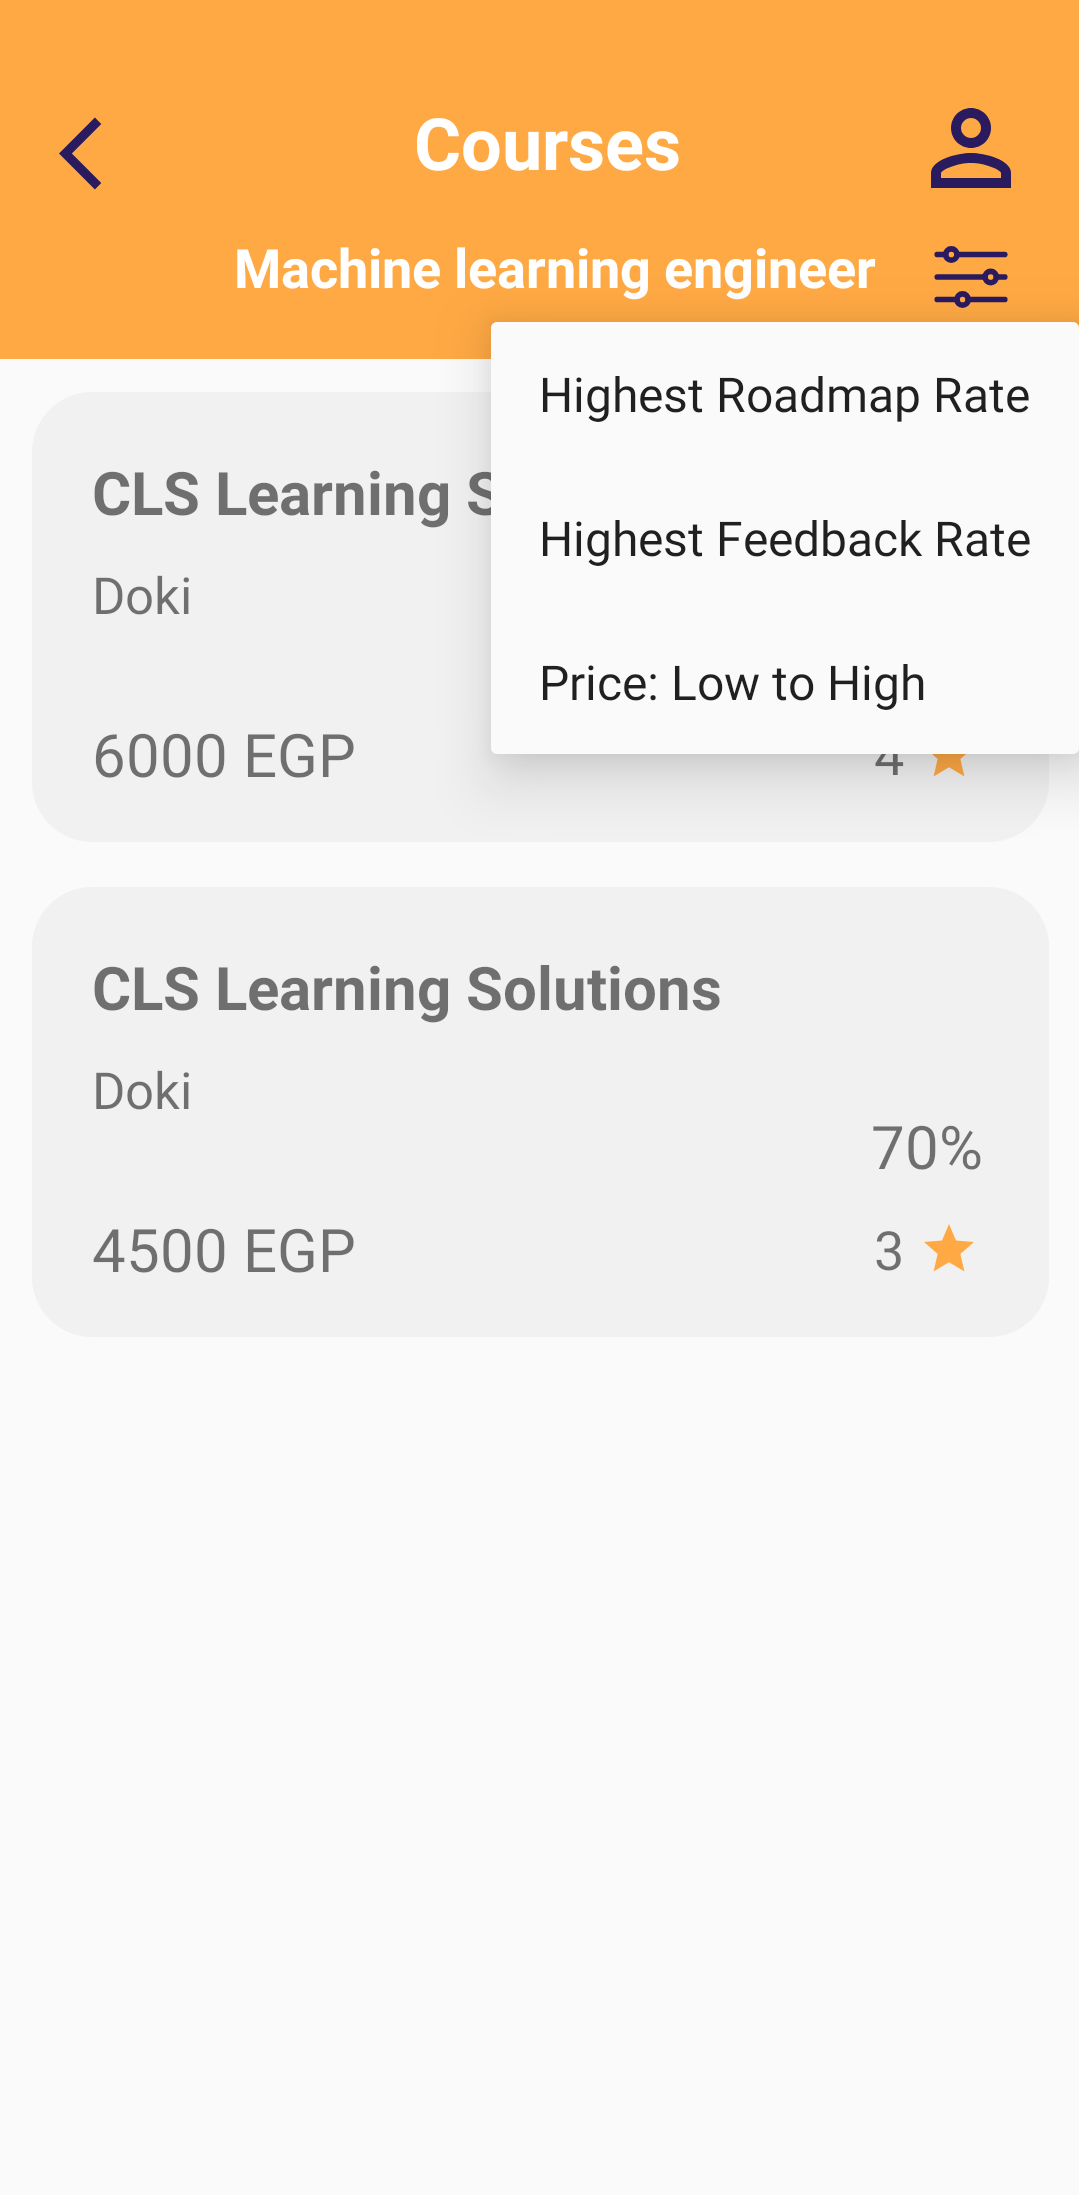 Courses
Machine learning engineer
Highest Roadmap Rate
Highest Feedback Rate
Price: Low to High
CLS Learning
Doki
6000 EGP
4
CLS Learning Solutions
Doki
70%
4500 EGP
3